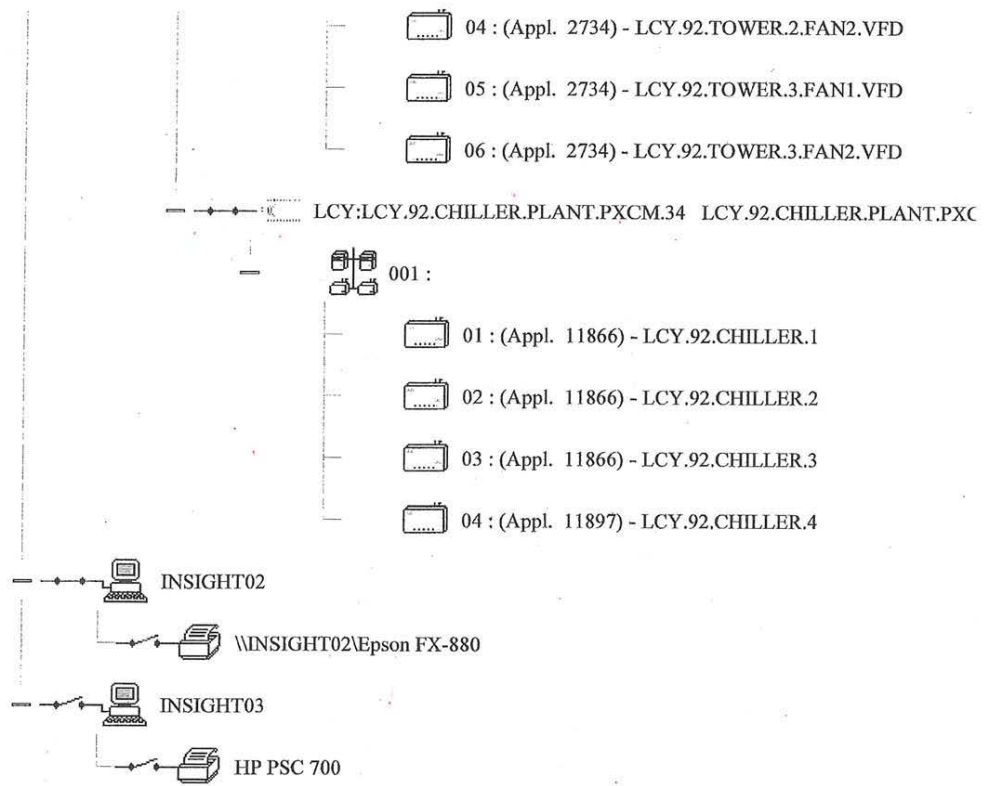 04 : (Appl. 2734) - LCY.92.TOWER.2.FAN2.VFD
05 : (Appl. 2734) - LCY.92.TOWER.3.FAN1.VFD
06 : (Appl. 2734) - LCY.92.TOWER.3.FAN2.VFD
LCY:LCY.92.CHILLER.PLANT.PXCM.34 LCY.92.CHILLER.PLANT.PXC
001 :
01 : (Appl. 11866) - LCY.92.CHILLER.1
02 : (Appl. 11866) - LCY.92.CHILLER.2
03 : (Appl. 11866) - LCY.92.CHILLER.3
04 : (Appl. 11897) - LCY.92.CHILLER.4
INSIGHT02
\\INSIGHT02\Epson FX-880
INSIGHT03
HP PSC 700